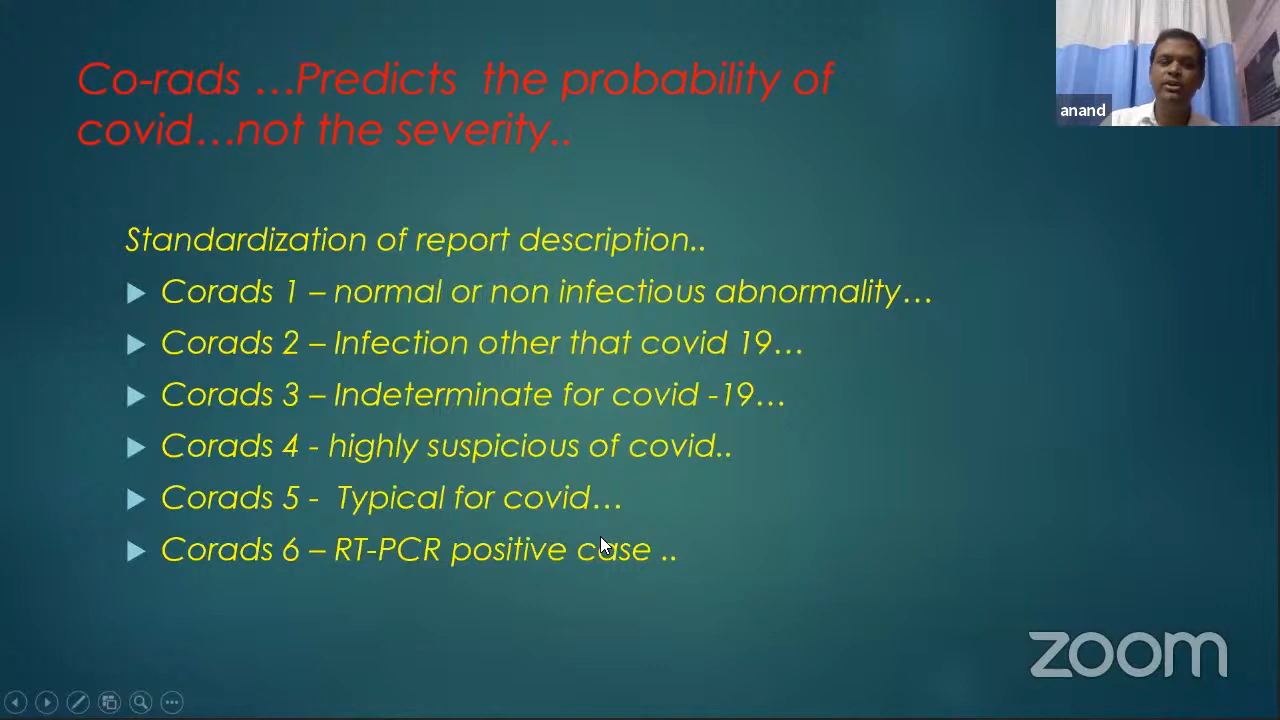 Co-rads …Predicts the probability of
covid…not the severity..
anand
Standardization of report description..
Corads 1 – normal or non infectious abnormality…
Corads 2 – Infection other that covid 19…
Corads 3 – Indeterminate for covid -19…
Corads 4 - highly suspicious of covid..
Corads 5 - Typical for covid…
Corads 6 – RT-PCR positive case ..
zoom